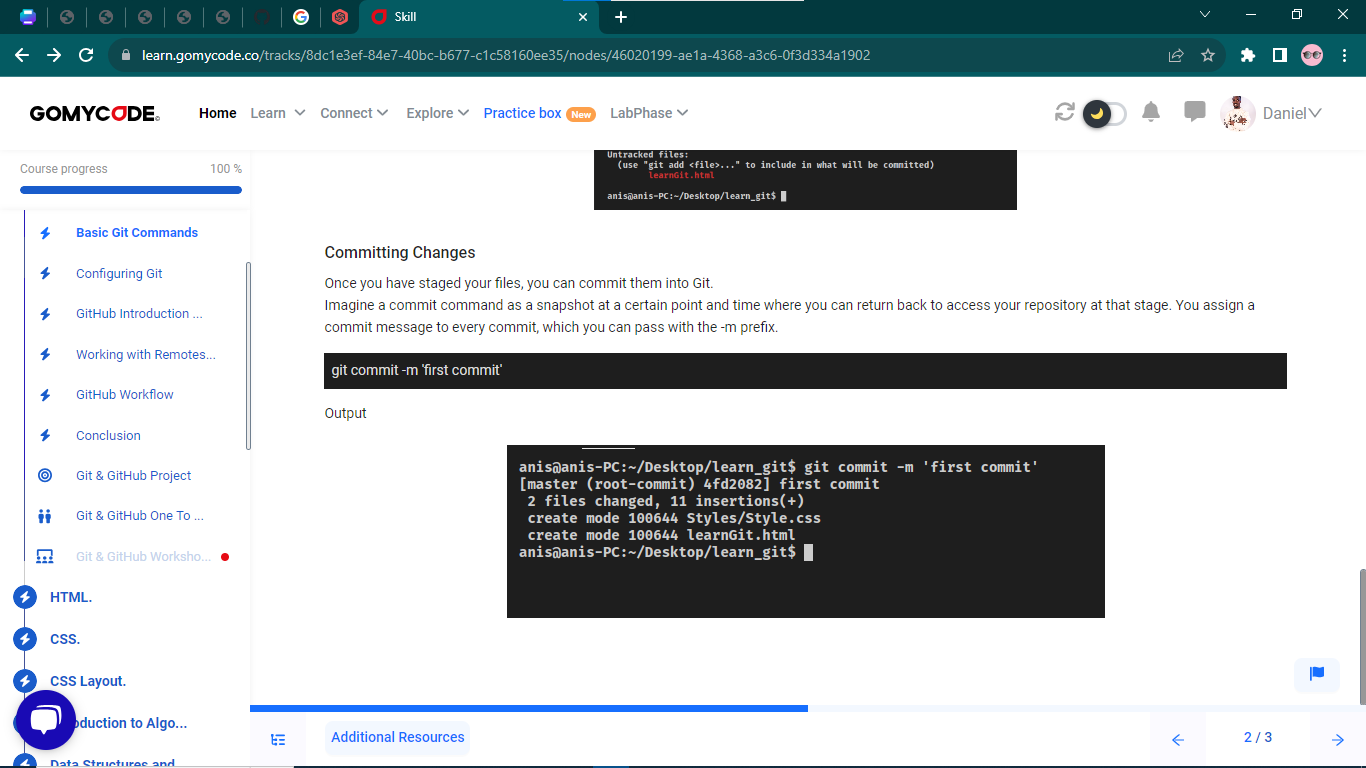 Skill
learn.gomycode.co/tracks/8dc1e3ef-84e7-40bc-b677-c1c58160ee35/nodes/46020199-ae1a-4368-a3c6-0f3d334a1902
GOMYCODE
Home Learn Connect Explore Practice box New LabPhase Daniel
Course progress 100 %
Basic Git Commands
Configuring Git
GitHub Introduction ...
Working with Remotes...
GitHub Workflow
Conclusion
Git & GitHub Project
Git & GitHub One To ...
Git & GitHub Worksho...
HTML.
CSS.
CSS Layout.
oduction to Algo...
Data Structures and
Untracked files:
(use "git add <file>..." to include in what will be committed)
learnGit.html
anis@anis-PC:~/Desktop/learn_git$
Committing Changes
Once you have staged your files, you can commit them into Git.
Imagine a commit command as a snapshot at a certain point and time where you can return back to access your repository at that stage. You assign a
commit message to every commit, which you can pass with the -m prefix.
git commit -m 'first commit'
Output
anis@anis-PC:~/Desktop/learn_git$ git commit -m 'first commit'
[master (root-commit) 4fd2082] first commit
2 files changed, 11 insertions(+)
create mode 100644 Styles/Style.css
create mode 100644 learnGit.html
anis@anis-PC:~/Desktop/learn_git$
Additional Resources
2 / 3